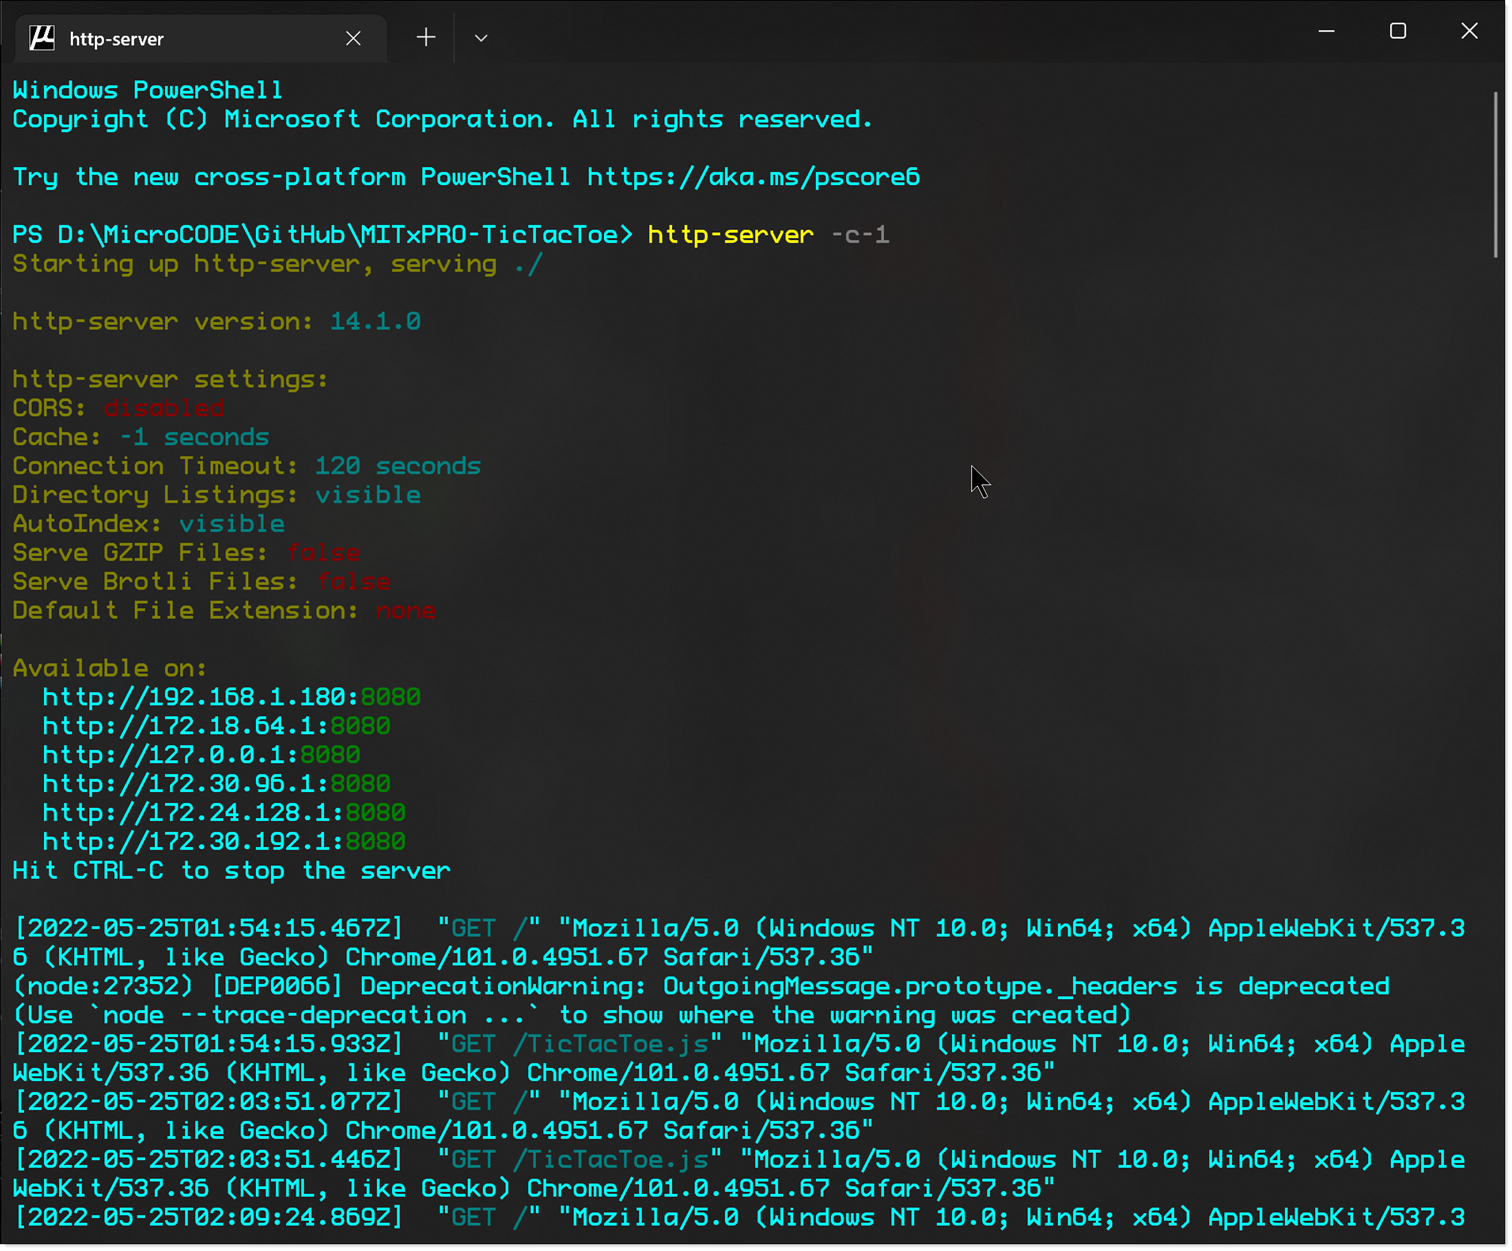 http-server
Windows PowerShell
Copyright (C) Microsoft Corporation. All rights reserved.
Try the new cross-platform PowerShell https://aka.ms/pscore6
PS D:\MicroCODE\GitHub\MITxPRO-TicTacToe> http-server -c-1
Starting up http-server, serving ./
http-server version: 14.1.0
http-server settings:
CORS: disabled
Cache: -1 seconds
Connection Timeout: 120 seconds
Directory Listings: visible
AutoIndex: visible
Serve GZIP Files: false
Serve Brotli Files: false
Default File Extension: none
Available on:
  http://192.168.1.180:8080
  http://172.18.64.1:8080
  http://127.0.0.1:8080
  http://172.30.96.1:8080
  http://172.24.128.1:8080
  http://172.30.192.1:8080
Hit CTRL-C to stop the server
[2022-05-25T01:54:15.467Z]  "GET /" "Mozilla/5.0 (Windows NT 10.0; Win64; x64) AppleWebKit/537.3
6 (KHTML, like Gecko) Chrome/101.0.4951.67 Safari/537.36"
(node:27352) [DEP0066] DeprecationWarning: OutgoingMessage.prototype._headers is deprecated
(Use `node --trace-deprecation ...` to show where the warning was created)
[2022-05-25T01:54:15.933Z]  "GET /TicTacToe.js" "Mozilla/5.0 (Windows NT 10.0; Win64; x64) Apple
WebKit/537.36 (KHTML, like Gecko) Chrome/101.0.4951.67 Safari/537.36"
[2022-05-25T02:03:51.077Z]  "GET /" "Mozilla/5.0 (Windows NT 10.0; Win64; x64) AppleWebKit/537.3
6 (KHTML, like Gecko) Chrome/101.0.4951.67 Safari/537.36"
[2022-05-25T02:03:51.446Z]  "GET /TicTacToe.js" "Mozilla/5.0 (Windows NT 10.0; Win64; x64) Apple
WebKit/537.36 (KHTML, like Gecko) Chrome/101.0.4951.67 Safari/537.36"
[2022-05-25T02:09:24.869Z]  "GET /" "Mozilla/5.0 (Windows NT 10.0; Win64; x64) AppleWebKit/537.3